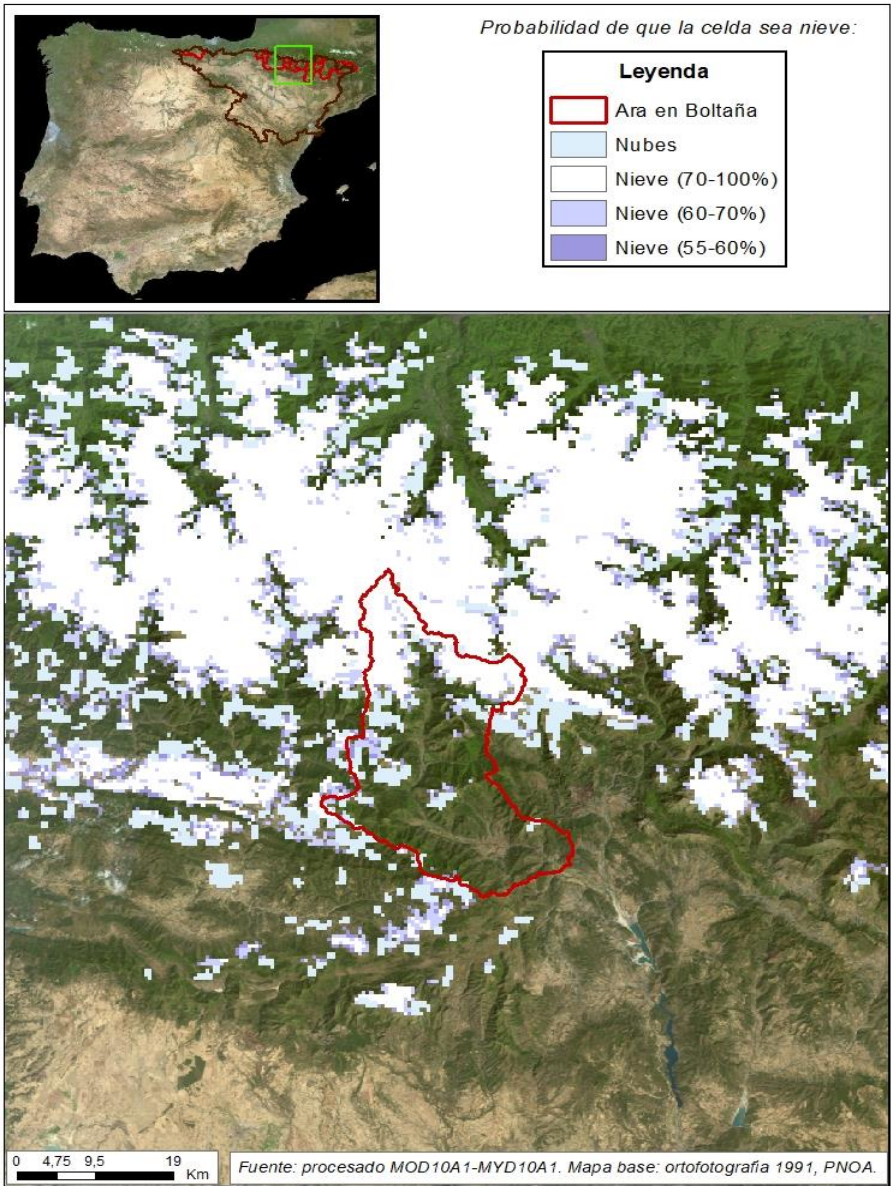 Probabilidad de que la celda sea nieve:
Leyenda
Ara en Boltaña
Nubes
Nieve (70-100%)
Nieve (60-70%)
Nieve (55-60%)
0 4,75 9,5 19
Km
Fuente: procesado MOD10A1-MYD10A1. Mapa base: ortofotografía 1991, PNOA.